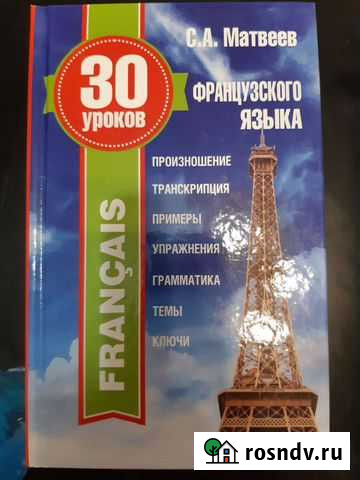 С.А. Матвеев
30
уроков
ФРАНЦУЗСКОГО
ЯЗЫКА
ПРОИЗНОШЕНИЕ
ТРАНСКРИПЦИЯ
ПРИМЕРЫ
УПРАЖНЕНИЯ
ГРАММАТИКА
ТЕМЫ
КЛЮЧИ
FRANÇAIS
rosndv.ru